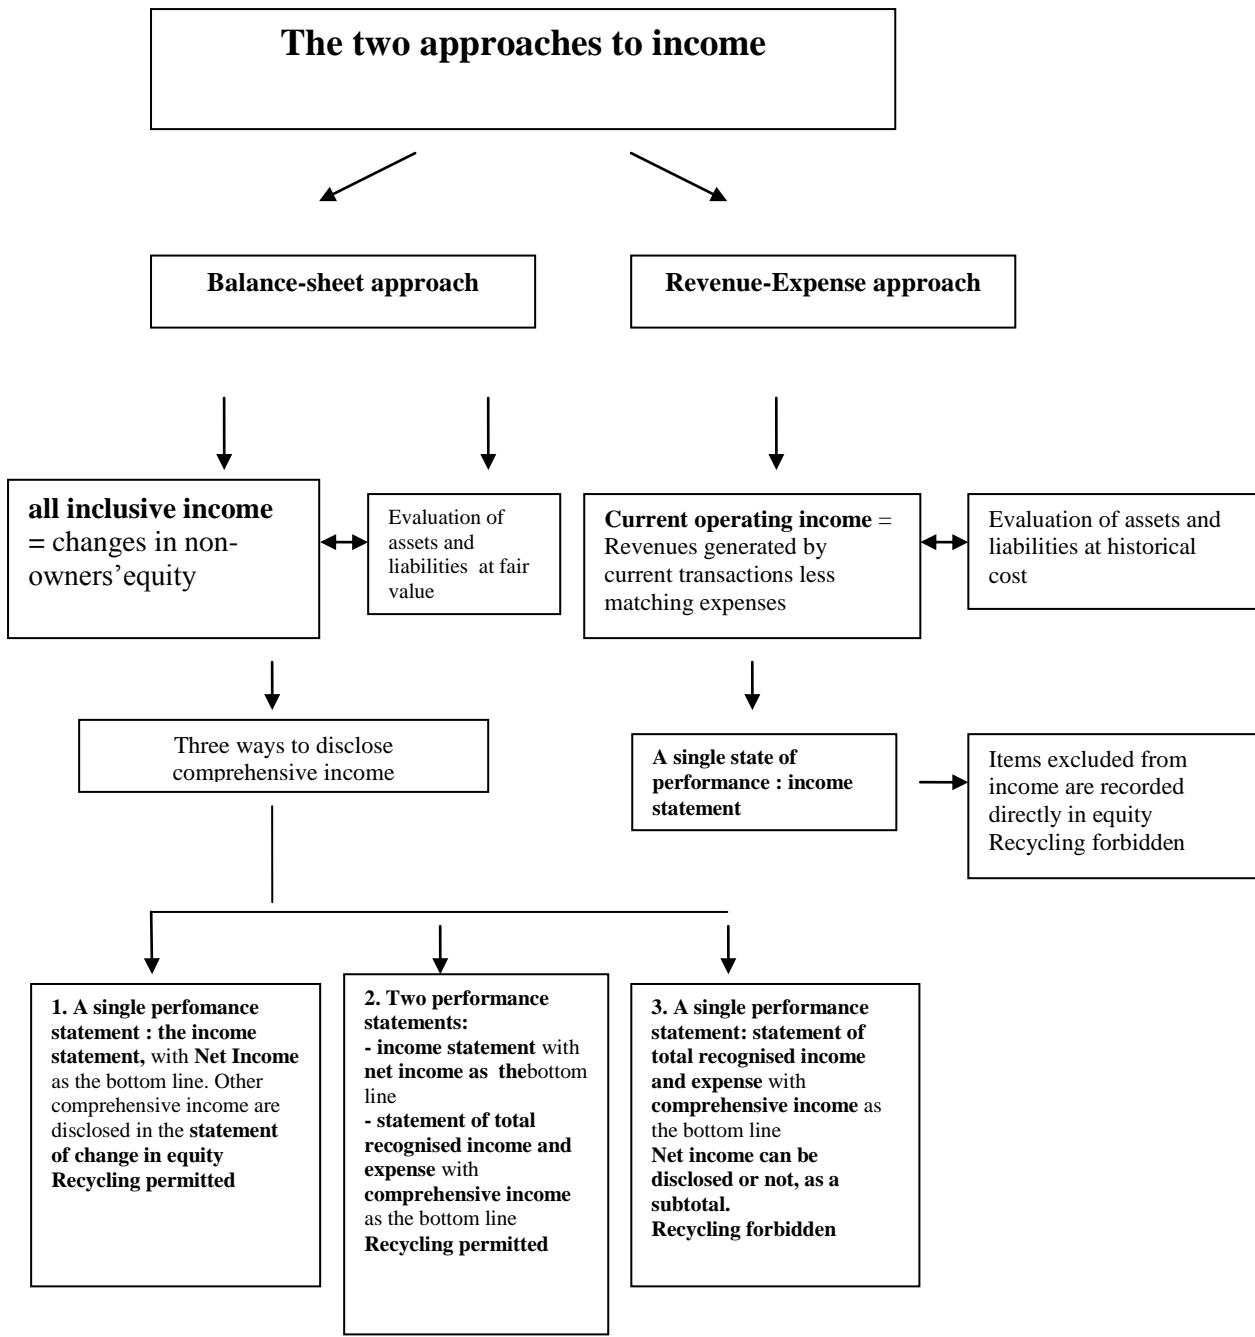 The two approaches to income
Balance-sheet approach
Revenue-Expense approach
all inclusive income
= changes in non-
owners’equity
Evaluation of
assets and
liabilities at fair
value
Current operating income =
Revenues generated by
current transactions less
matching expenses
Evaluation of assets and
liabilities at historical
cost
Three ways to disclose
comprehensive income
A single state of
performance : income
statement
Items excluded from
income are recorded
directly in equity
Recycling forbidden
1. A single perfomance
statement : the income
statement, with Net Income
as the bottom line. Other
comprehensive income are
disclosed in the statement
of change in equity
Recycling permitted
2. Two performance
statements:
- income statement with
net income as thebottom
line
- statement of total
recognised income and
expense with
comprehensive income
as the bottom line
Recycling permitted
3. A single performance
statement: statement of
total recognised income
and expense with
comprehensive income as
the bottom line
Net income can be
disclosed or not, as a
subtotal.
Recycling forbidden